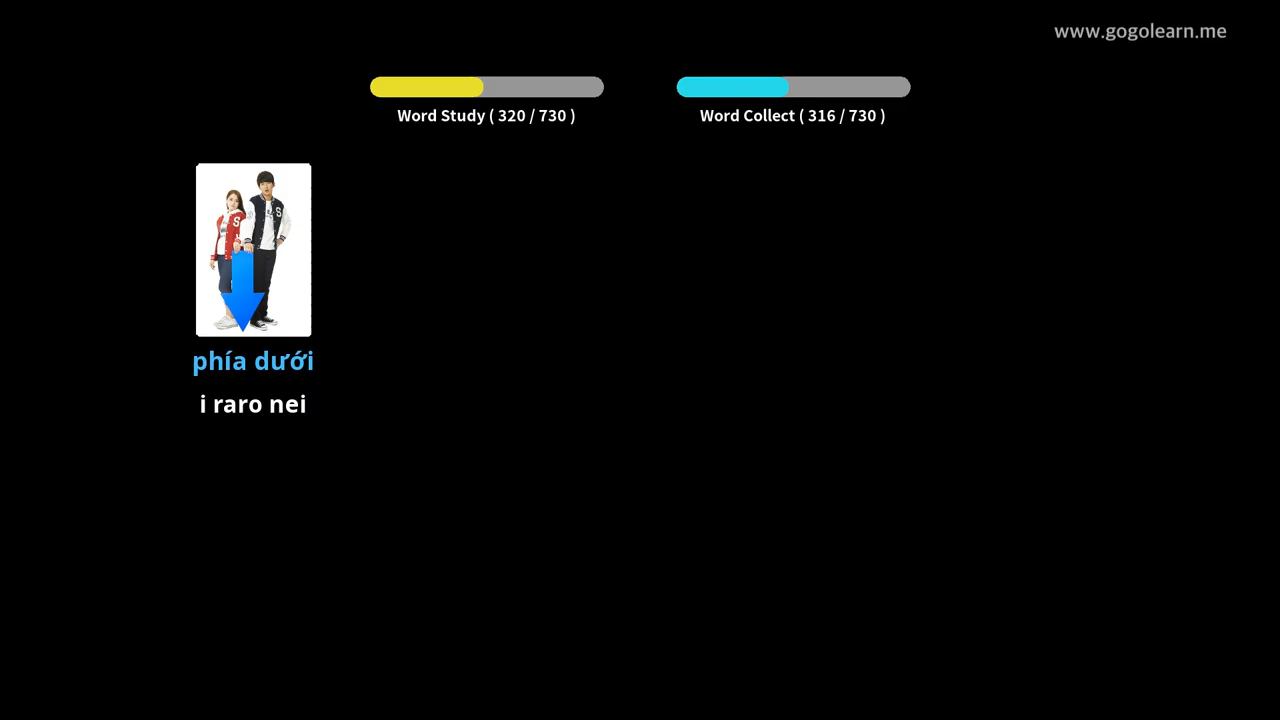 www.gogolearn.me
Word Study ( 320 / 730 )
Word Collect ( 316 / 730 )
S
S
phía dưới
i raro nei